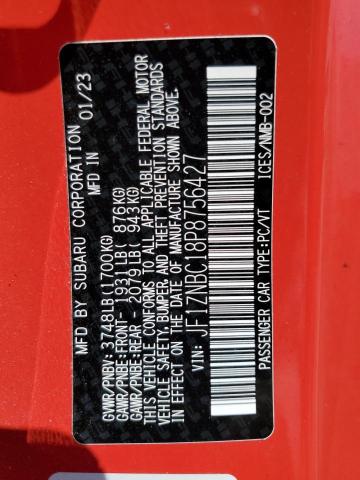 MFD BY SUBARU CORPORATION
MFD IN 01/23
GVWR/PNBV: 3748LB(1700KG)
GAWR/PNBE:FRONT- 1931LB( 876KG)
GAWR/PNBE:REAR - 2079LB( 943KG)
THIS VEHICLE CONFORMS TO ALL APPLICABLE FEDERAL MOTOR
VEHICLE SAFETY, BUMPER, AND THEFT PREVENTION STANDARDS
IN EFFECT ON THE DATE OF MANUFACTURE SHOWN ABOVE.
VIN: JF1ZNBC18P8756427
PASSENGER CAR/VT TYPE:PC/VT ICES/NMB-002